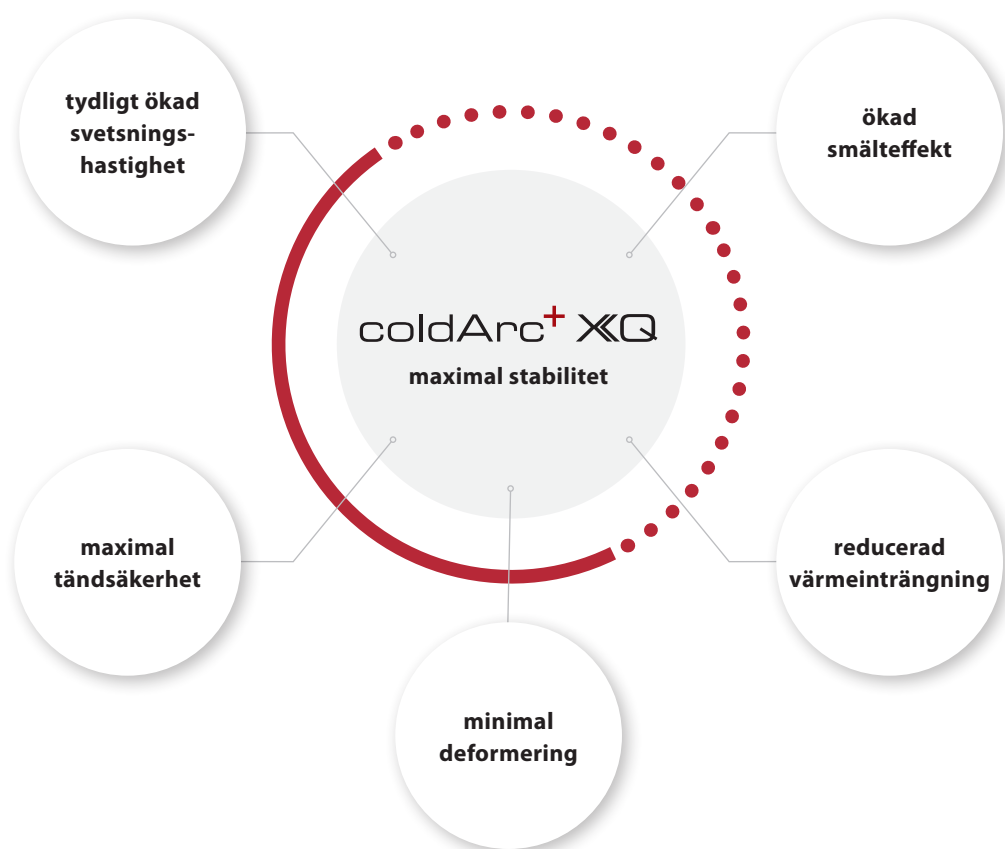 tydligt ökad
svetsnings-
hastighet
ökad
smälteffekt
coldArc+ XQ
maximal stabilitet
maximal
tändsäkerhet
reducerad
värmeinträngning
minimal
deformering